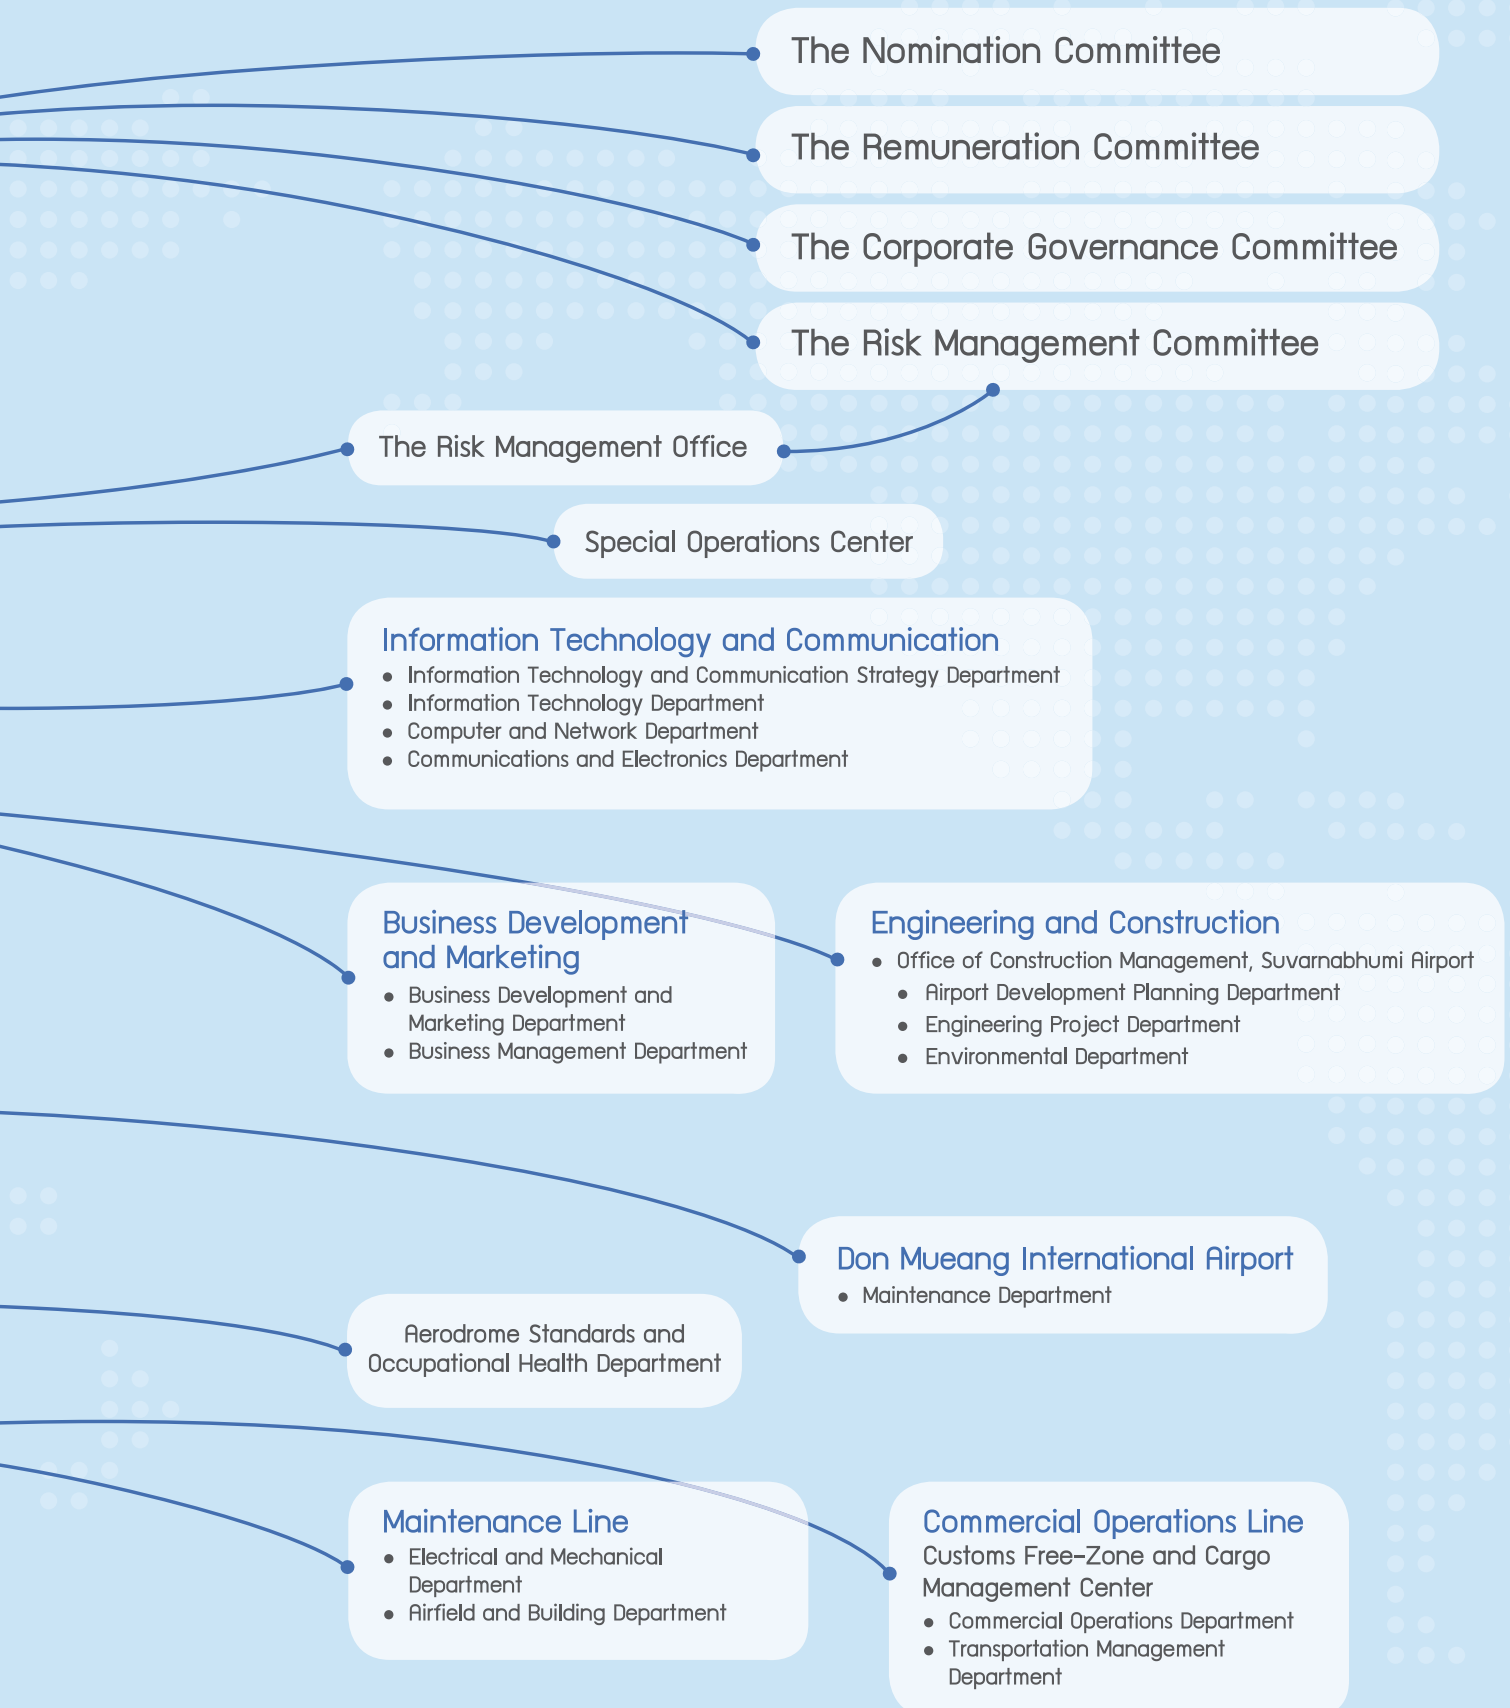 The Nomination Committee
The Remuneration Committee
The Corporate Governance Committee
The Risk Management Committee
The Risk Management Office
Special Operations Center
Information Technology and Communication
• Information Technology and Communication Strategy Department
• Information Technology Department
• Computer and Network Department
• Communications and Electronics Department
Business Development
and Marketing
• Business Development and
Marketing Department
• Business Management Department
Engineering and Construction
• Office of Construction Management, Suvarnabhumi Airport
• Airport Development Planning Department
• Engineering Project Department
• Environmental Department
Don Mueang International Airport
• Maintenance Department
Aerodrome Standards and
Occupational Health Department
Maintenance Line
• Electrical and Mechanical
Department
• Airfield and Building Department
Commercial Operations Line
Customs Free-Zone and Cargo
Management Center
• Commercial Operations Department
• Transportation Management
Department